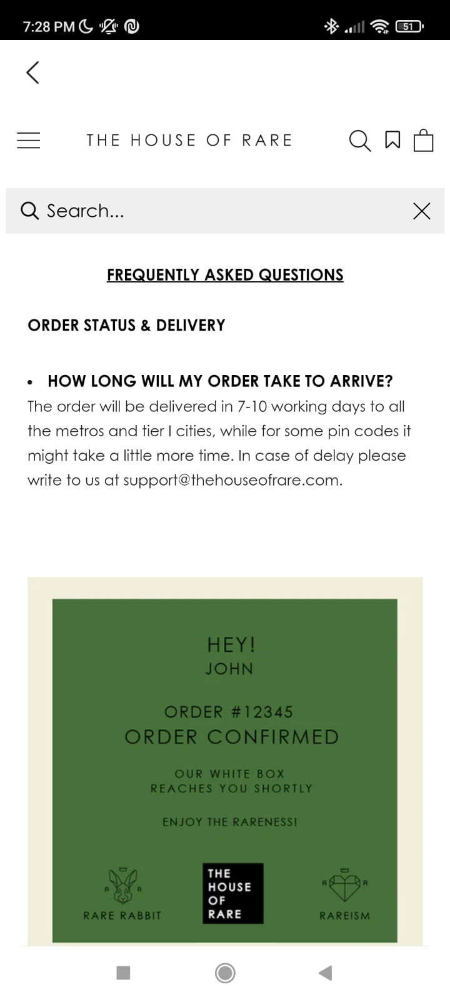 7:28 PM
51
THE HOUSE OF RARE
Search...
FREQUENTLY ASKED QUESTIONS
ORDER STATUS & DELIVERY
• HOW LONG WILL MY ORDER TAKE TO ARRIVE?
The order will be delivered in 7-10 working days to all
the metros and tier I cities, while for some pin codes it
might take a little more time. In case of delay please
write to us at support@thehouseofrare.com.
HEY!
JOHN
ORDER #12345
ORDER CONFIRMED
OUR WHITE BOX
REACHES YOU SHORTLY
ENJOY THE RARENESS!
R R
RARE RABBIT
THE
HOUSE
OF
RARE
R R
RAREISM